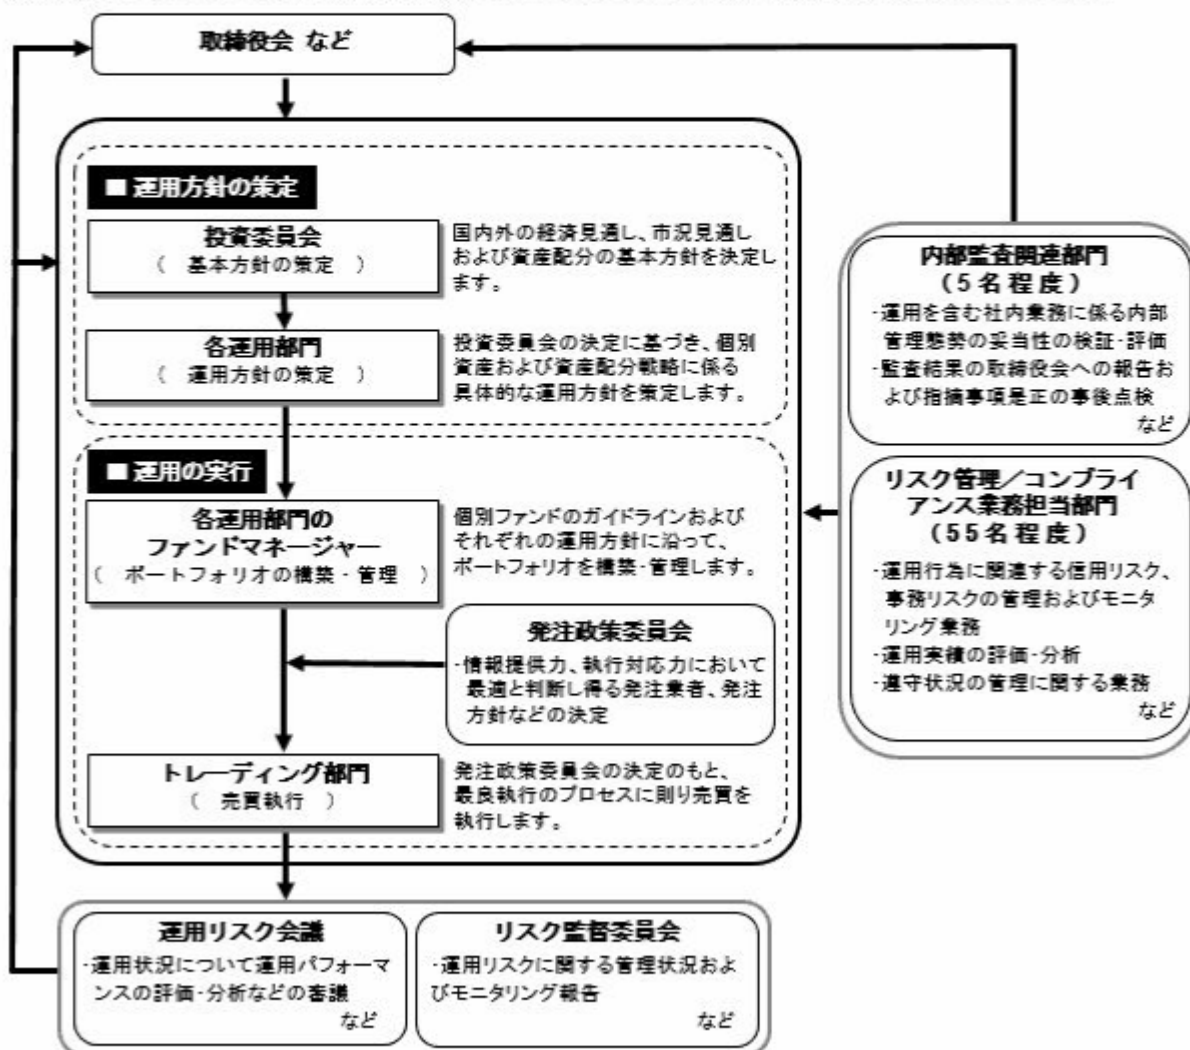 取締役会 など
■ 運用方針の策定
投資委員会
( 基本方針の策定 )
国内外の経済見通し、市況見通し
および資産配分の基本方針を決定し
ます。
各運用部門
( 運用方針の策定 )
投資委員会の決定に基づき、個別
資産および資産配分戦略に係る
具体的な運用方針を策定します。
■ 運用の実行
各運用部門の
ファンドマネージャー
( ポートフォリオの構築・管理 )
個別ファンドのガイドラインおよび
それぞれの運用方針に沿って、
ポートフォリオを構築・管理します。
発注政策委員会
・情報提供力、執行対応力において
最適と判断し得る発注業者、発注
方針などの決定
トレーディング部門
( 売買執行 )
発注政策委員会の決定のもと、
最良執行のプロセスに則り売買を
執行します。
内部監査関連部門
(5名程度)
・運用を含む社内業務に係る内部
管理態勢の妥当性の検証・評価
・監査結果の取締役会への報告お
よび指摘事項是正の事後点検
など
リスク管理／コンプライ
アンス業務担当部門
(55名程度)
・運用行為に関連する信用リスク、
事務リスクの管理およびモニタ
リング業務
・運用実績の評価・分析
・遵守状況の管理に関する業務
など
運用リスク会議
・運用状況について運用パフォーマ
ンスの評価・分析などの審議
など
リスク監督委員会
・運用リスクに関する管理状況およ
びモニタリング報告
など